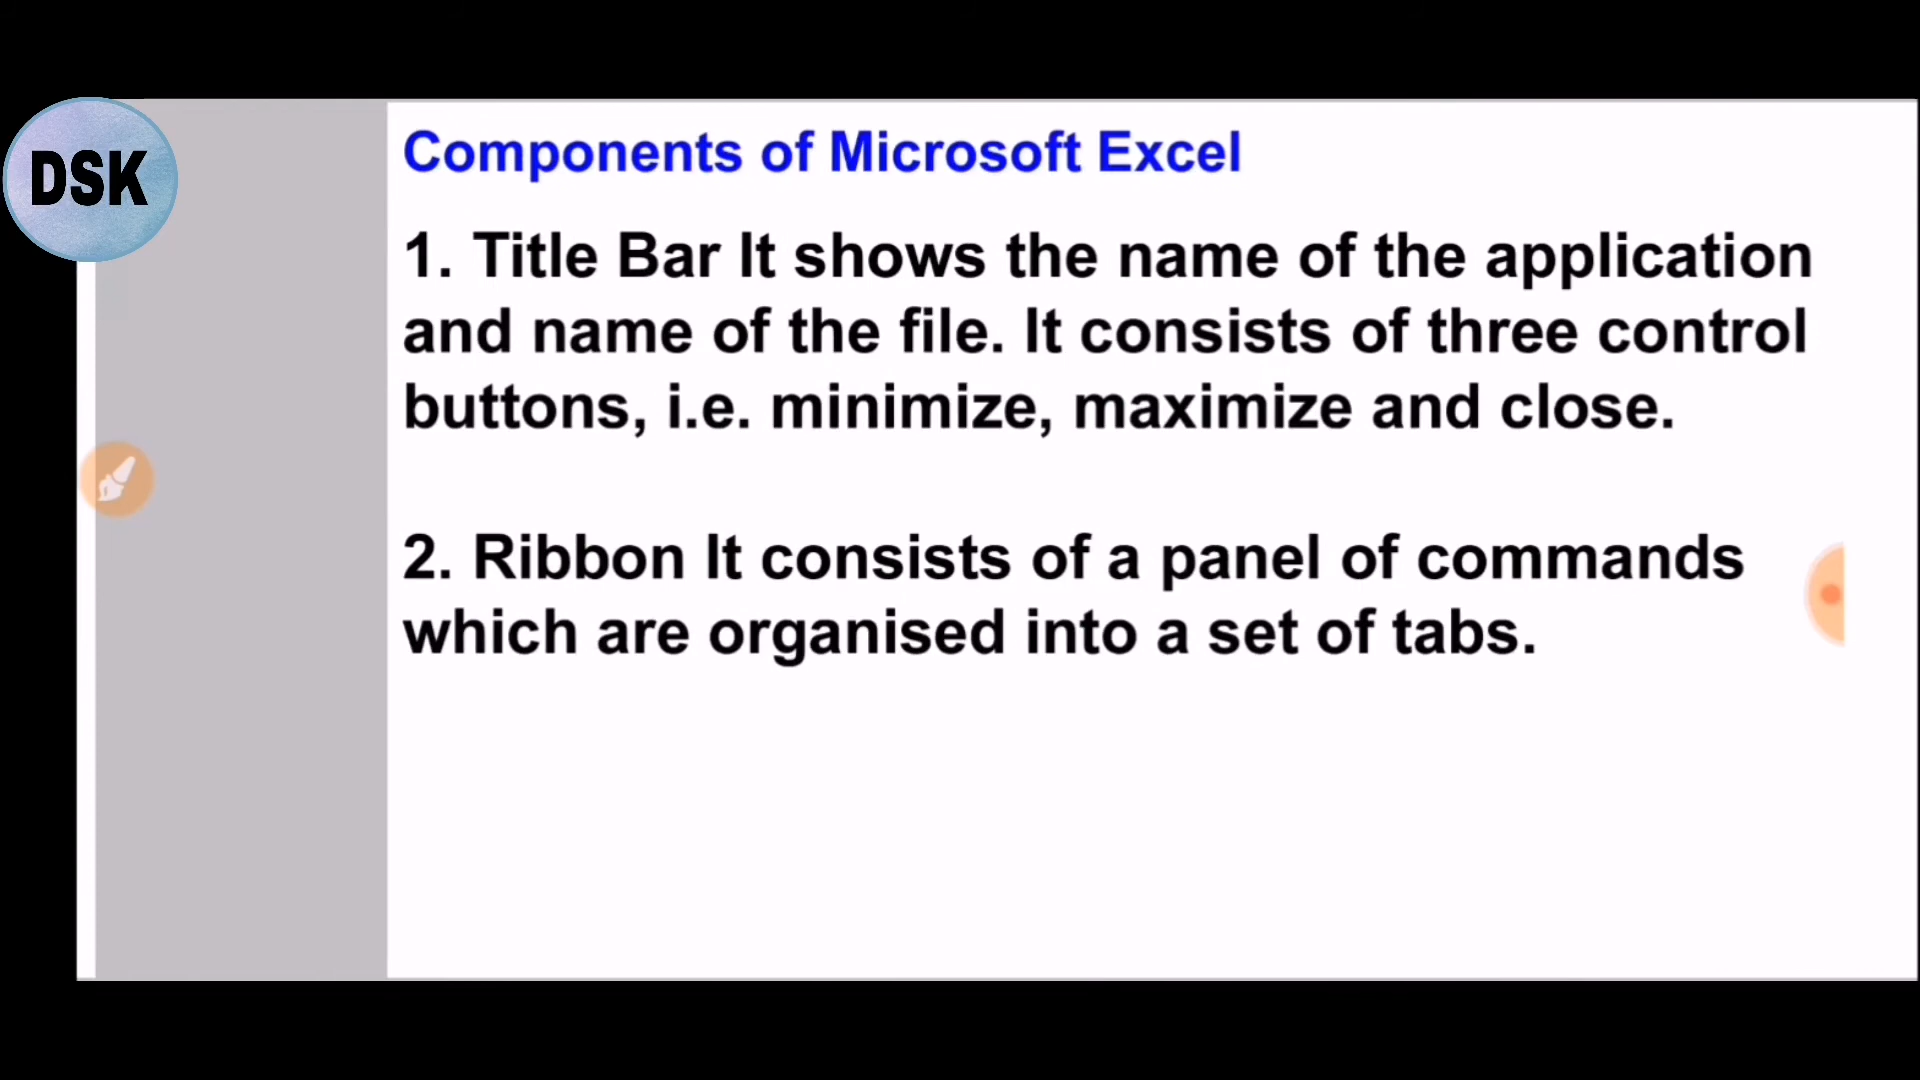 DSK
Components of Microsoft Excel
1. Title Bar It shows the name of the application
and name of the file. It consists of three control
buttons, i.e. minimize, maximize and close.
2. Ribbon It consists of a panel of commands
which are organised into a set of tabs.